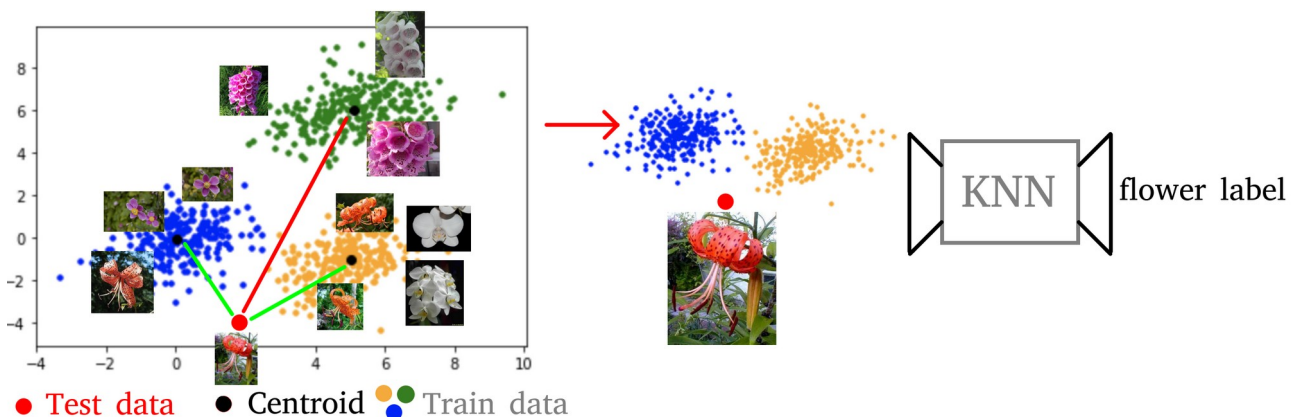 8
6
4
2
0
−2
−4
−4 −2 0 2 4 6 8 10
Test data Centroid Train data
KNN
flower label